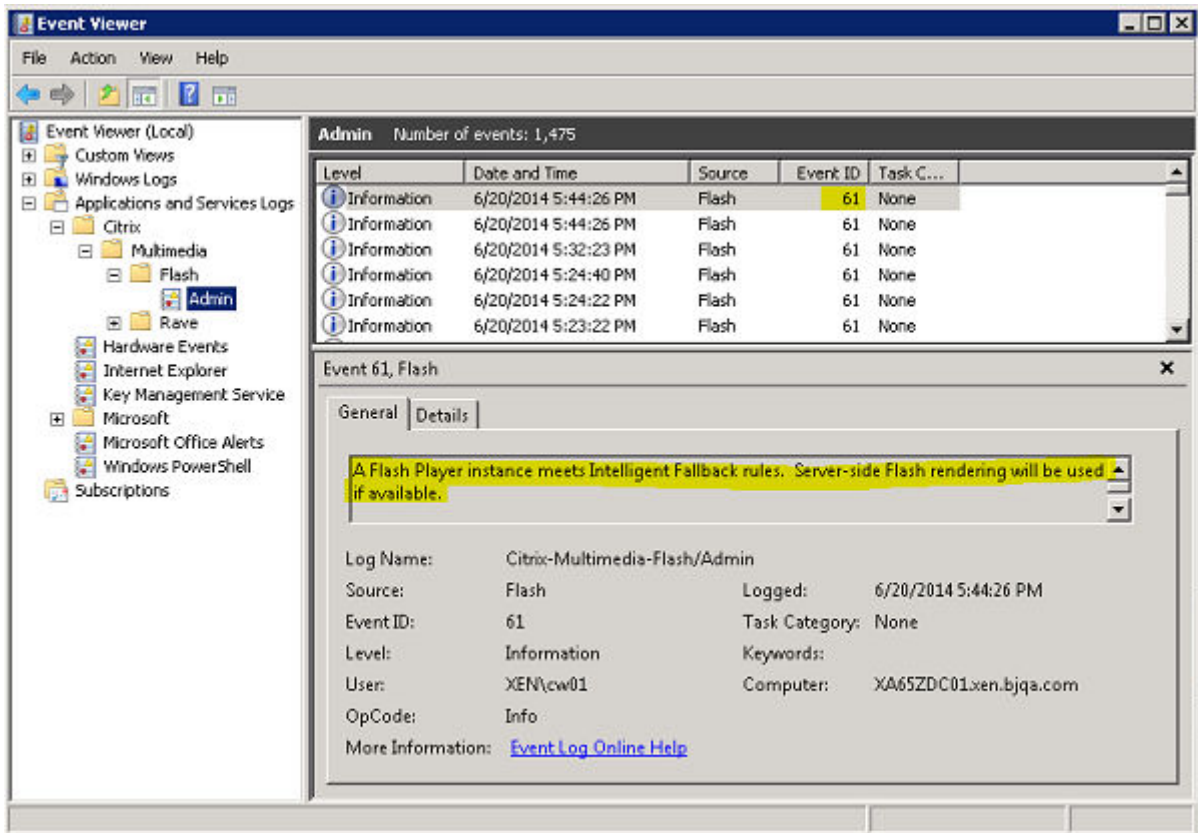 Event Viewer
File Action View Help
Event Viewer (Local)
Custom Views
Windows Logs
Applications and Services Logs
Citrix
Multimedia
Flash
Admin
Rave
Hardware Events
Internet Explorer
Key Management Service
Microsoft
Microsoft Office Alerts
Windows PowerShell
Subscriptions
Admin Number of events: 1,475
Level Date and Time Source Event ID Task C...
Information 6/20/2014 5:44:26 PM Flash 61 None
Information 6/20/2014 5:44:26 PM Flash 61 None
Information 6/20/2014 5:32:23 PM Flash 61 None
Information 6/20/2014 5:24:40 PM Flash 61 None
Information 6/20/2014 5:24:22 PM Flash 61 None
Information 6/20/2014 5:23:22 PM Flash 61 None
Event 61, Flash
General Details
A Flash Player instance meets Intelligent Fallback rules. Server-side Flash rendering will be used
if available.
Log Name: Citrix-Multimedia-Flash/Admin
Source: Flash Logged: 6/20/2014 5:44:26 PM
Event ID: 61 Task Category: None
Level: Information Keywords:
User: XEN\cw01 Computer: XA65ZDC01.xen.bjqa.com
OpCode: Info
More Information: Event Log Online Help